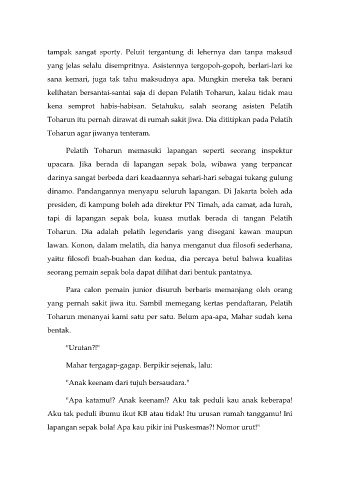 tampak sangat sporty. Peluit tergantung di lehernya dan tanpa maksud
yang jelas selalu disempritnya. Asistennya tergopoh-gopoh, berlari-lari ke
sana kemari, juga tak tahu maksudnya apa. Mungkin mereka tak berani
kelihatan bersantai-santai saja di depan Pelatih Toharun, kalau tidak mau
kena semprot habis-habisan. Setahuku, salah seorang asisten Pelatih
Toharun itu pernah dirawat di rumah sakit jiwa. Dia dititipkan pada Pelatih
Toharun agar jiwanya tenteram.
Pelatih Toharun memasuki lapangan seperti seorang inspektur
upacara. Jika berada di lapangan sepak bola, wibawa yang terpancar
darinya sangat berbeda dari keadaannya sehari-hari sebagai tukang gulung
dinamo. Pandangannya menyapu seluruh lapangan. Di Jakarta boleh ada
presiden, di kampung boleh ada direktur PN Timah, ada camat, ada lurah,
tapi di lapangan sepak bola, kuasa mutlak berada di tangan Pelatih
Toharun. Dia adalah pelatih legendaris yang disegani kawan maupun
lawan. Konon, dalam melatih, dia hanya menganut dua filosofi sederhana,
yaitu filosofi buah-buahan dan kedua, dia percaya betul bahwa kualitas
seorang pemain sepak bola dapat dilihat dari bentuk pantatnya.
Para calon pemain junior disuruh berbaris memanjang oleh orang
yang pernah sakit jiwa itu. Sambil memegang kertas pendaftaran, Pelatih
Toharun menanyai kami satu per satu. Belum apa-apa, Mahar sudah kena
bentak.
"Urutan?!"
Mahar tergagap-gagap. Berpikir sejenak, lalu:
"Anak keenam dari tujuh bersaudara."
"Apa katamu!? Anak keenam!? Aku tak peduli kau anak keberapa!
Aku tak peduli ibumu ikut KB atau tidak! Itu urusan rumah tanggamu! Ini
lapangan sepak bola! Apa kau pikir ini Puskesmas?! Nomor urut!"